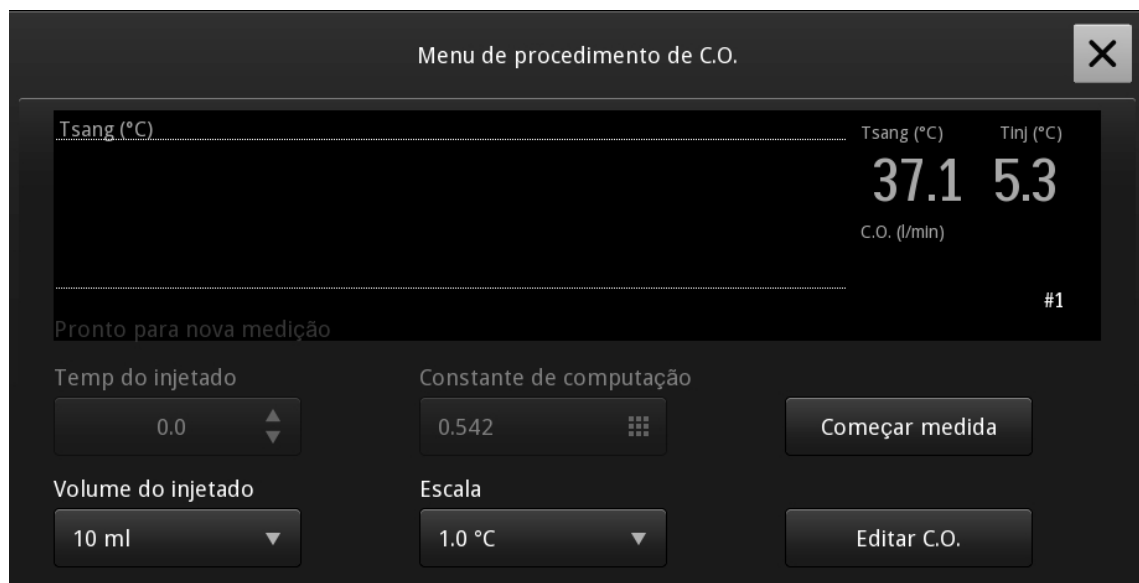 Menu de procedimento de C.O.
Tsang (°C)
Tsang (°C) Tinj (°C)
37.1 5.3
C.O. (l/min)
#1
Pronto para nova medição
Temp do injetado Constante de computação
0.0 0.542 Começar medida
Volume do injetado Escala
10 ml 1.0 °C Editar C.O.